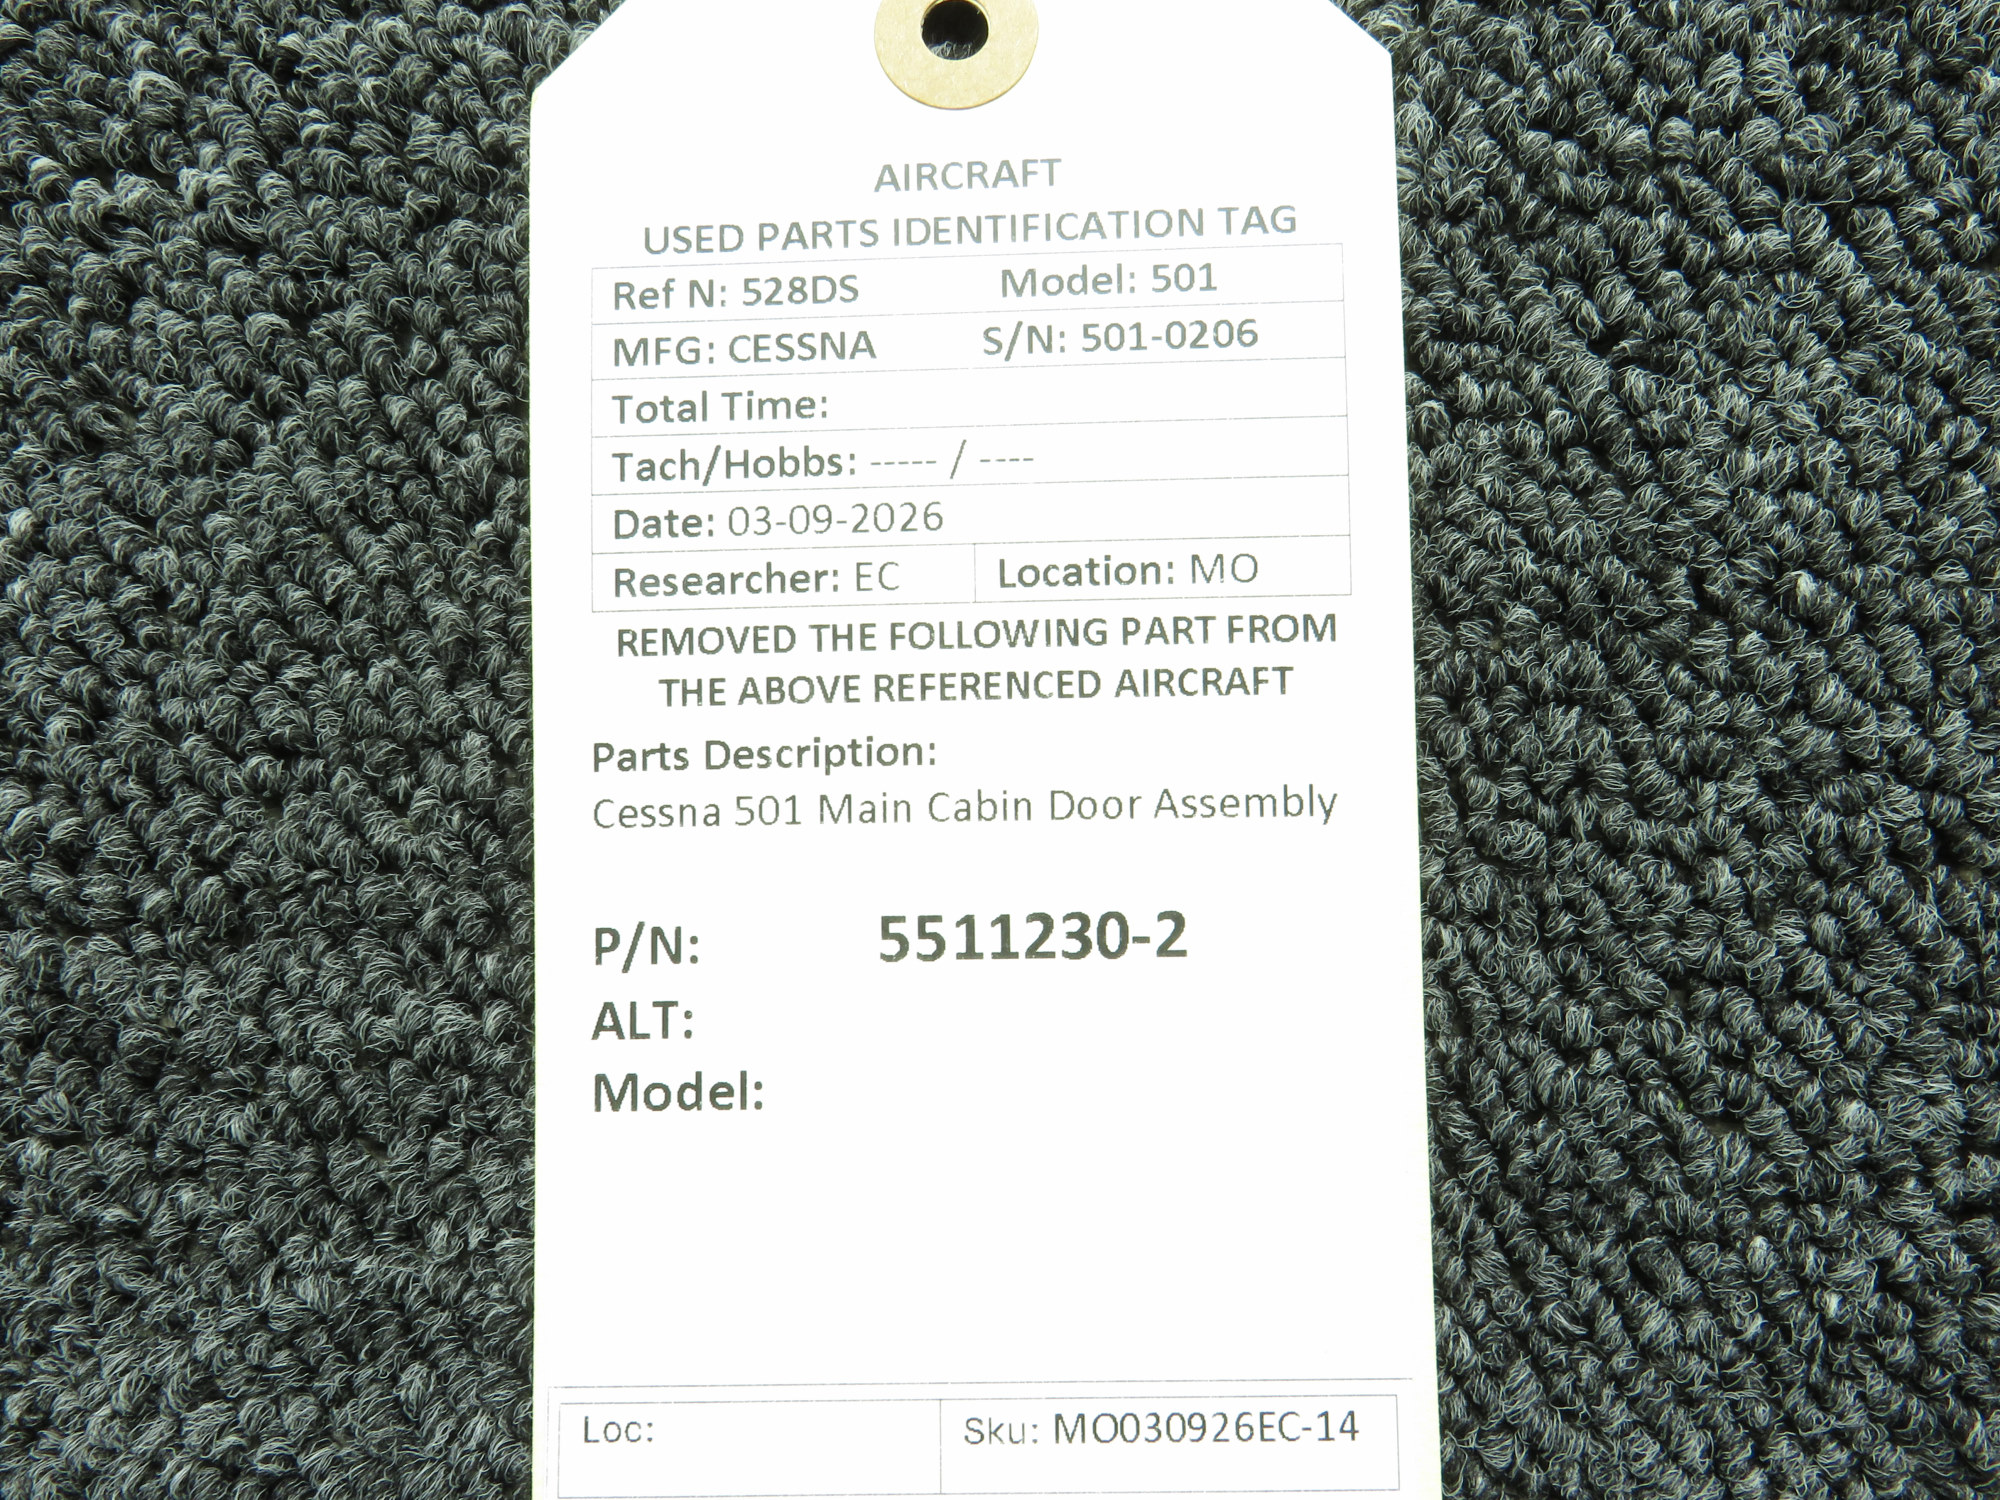 AIRCRAFT
USED PARTS IDENTIFICATION TAG
Ref N: 528DS Model: 501
MFG: CESSNA S/N: 501-0206
Total Time:
Tach/Hobbs: ----- / ----
Date: 03-09-2026
Researcher: EC Location: MO
REMOVED THE FOLLOWING PART FROM
THE ABOVE REFERENCED AIRCRAFT
Parts Description:
Cessna 501 Main Cabin Door Assembly
P/N: 5511230-2
ALT:
Model:
Loc: Sku: MO030926EC-14